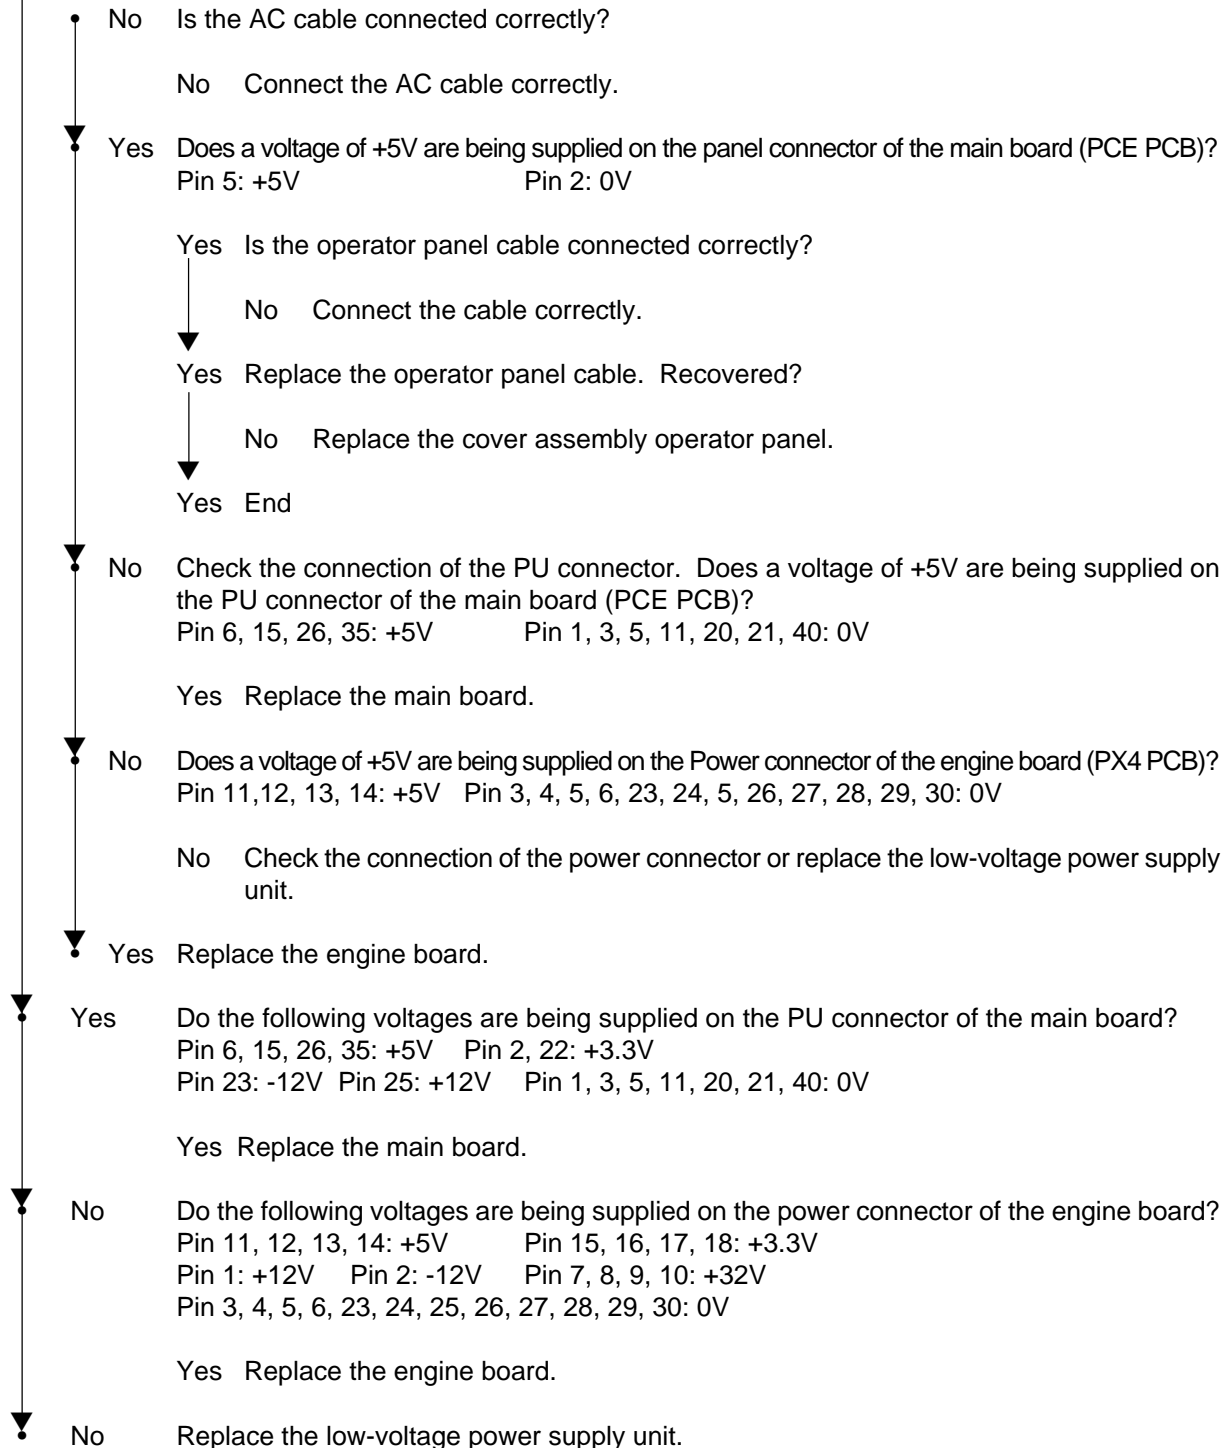 No Is the AC cable connected correctly?
No Connect the AC cable correctly.
Yes Does a voltage of +5V are being supplied on the panel connector of the main board (PCE PCB)?
Pin 5: +5V Pin 2: 0V
Yes Is the operator panel cable connected correctly?
No Connect the cable correctly.
Yes Replace the operator panel cable. Recovered?
No Replace the cover assembly operator panel.
Yes End
No Check the connection of the PU connector. Does a voltage of +5V are being supplied on
the PU connector of the main board (PCE PCB)?
Pin 6, 15, 26, 35: +5V Pin 1, 3, 5, 11, 20, 21, 40: 0V
Yes Replace the main board.
No Does a voltage of +5V are being supplied on the Power connector of the engine board (PX4 PCB)?
Pin 11,12, 13, 14: +5V Pin 3, 4, 5, 6, 23, 24, 5, 26, 27, 28, 29, 30: 0V
No Check the connection of the power connector or replace the low-voltage power supply
unit.
Yes Replace the engine board.
Yes Do the following voltages are being supplied on the PU connector of the main board?
Pin 6, 15, 26, 35: +5V Pin 2, 22: +3.3V
Pin 23: -12V Pin 25: +12V Pin 1, 3, 5, 11, 20, 21, 40: 0V
Yes Replace the main board.
No Do the following voltages are being supplied on the power connector of the engine board?
Pin 11, 12, 13, 14: +5V Pin 15, 16, 17, 18: +3.3V
Pin 1: +12V Pin 2: -12V Pin 7, 8, 9, 10: +32V
Pin 3, 4, 5, 6, 23, 24, 25, 26, 27, 28, 29, 30: 0V
Yes Replace the engine board.
No Replace the low-voltage power supply unit.